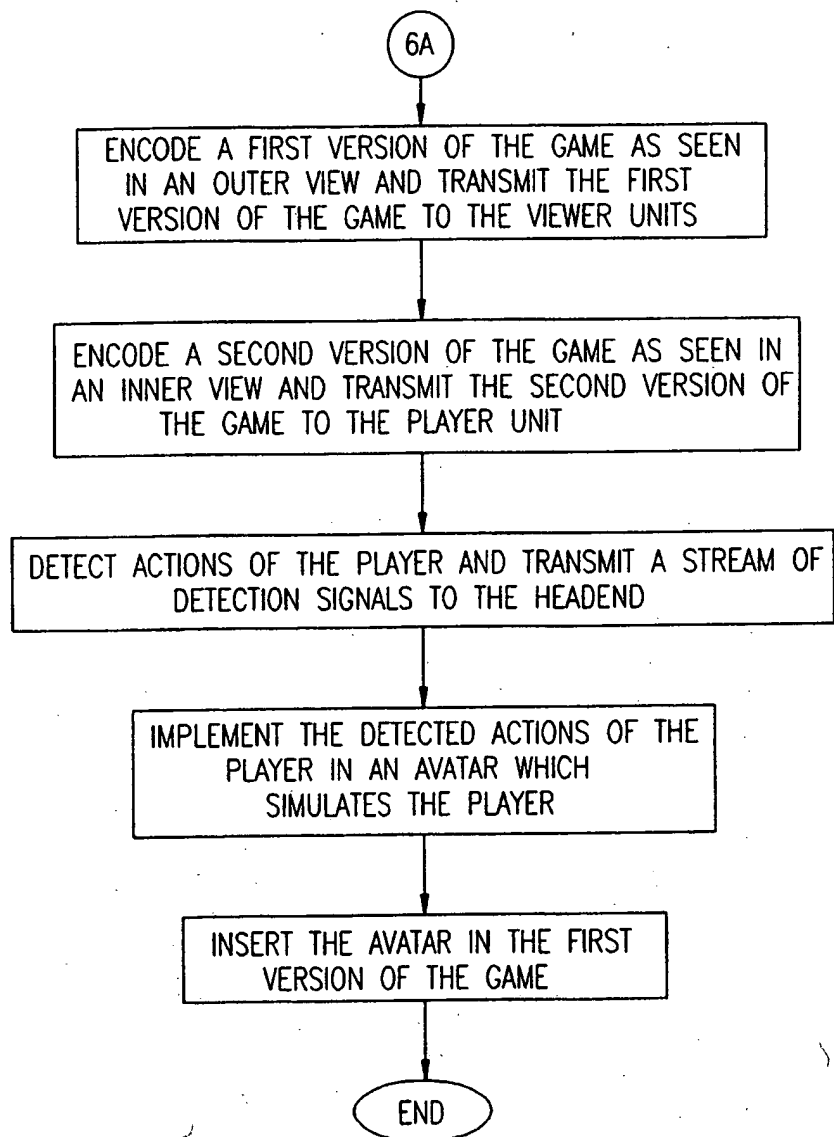 6A
ENCODE A FIRST VERSION OF THE GAME AS SEEN
IN AN OUTER VIEW AND TRANSMIT THE FIRST
VERSION OF THE GAME TO THE VIEWER UNITS
ENCODE A SECOND VERSION OF THE GAME AS SEEN IN
AN INNER VIEW AND TRANSMIT THE SECOND VERSION OF
THE GAME TO THE PLAYER UNIT
DETECT ACTIONS OF THE PLAYER AND TRANSMIT A STREAM OF
DETECTION SIGNALS TO THE HEADEND
IMPLEMENT THE DETECTED ACTIONS OF THE
PLAYER IN AN AVATAR WHICH
SIMULATES THE PLAYER
INSERT THE AVATAR IN THE FIRST
VERSION OF THE GAME
END